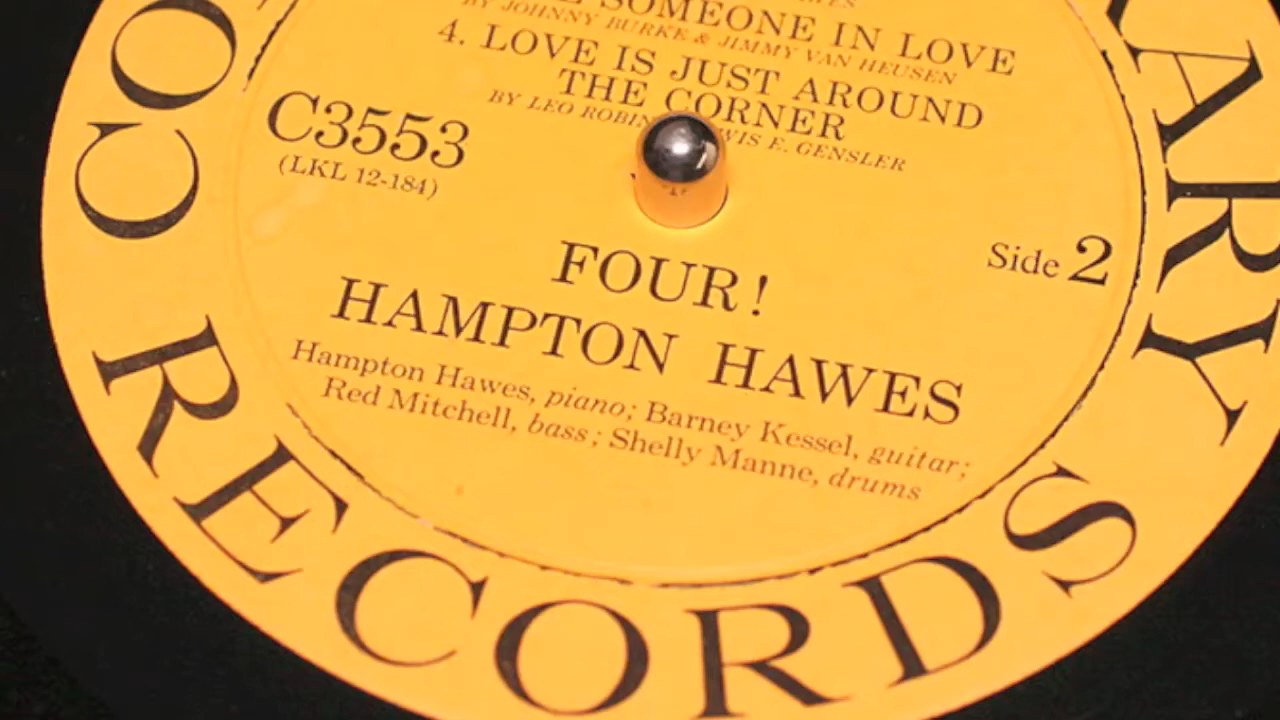 SOMEONE IN LOVE
BY JOHNNY BURKE & JIMMY VAN HEUSEN
4. LOVE IS JUST AROUND
THE CORNER
BY LEO ROBIN WIS E. GENSLER
C3553
(LKL 12-184)
Side 2
FOUR!
HAMPTON HAWES
Hampton Hawes, piano; Barney Kessel, guitar;
Red Mitchell, bass; Shelly Manne, drums
CO
ARY
RECORDS